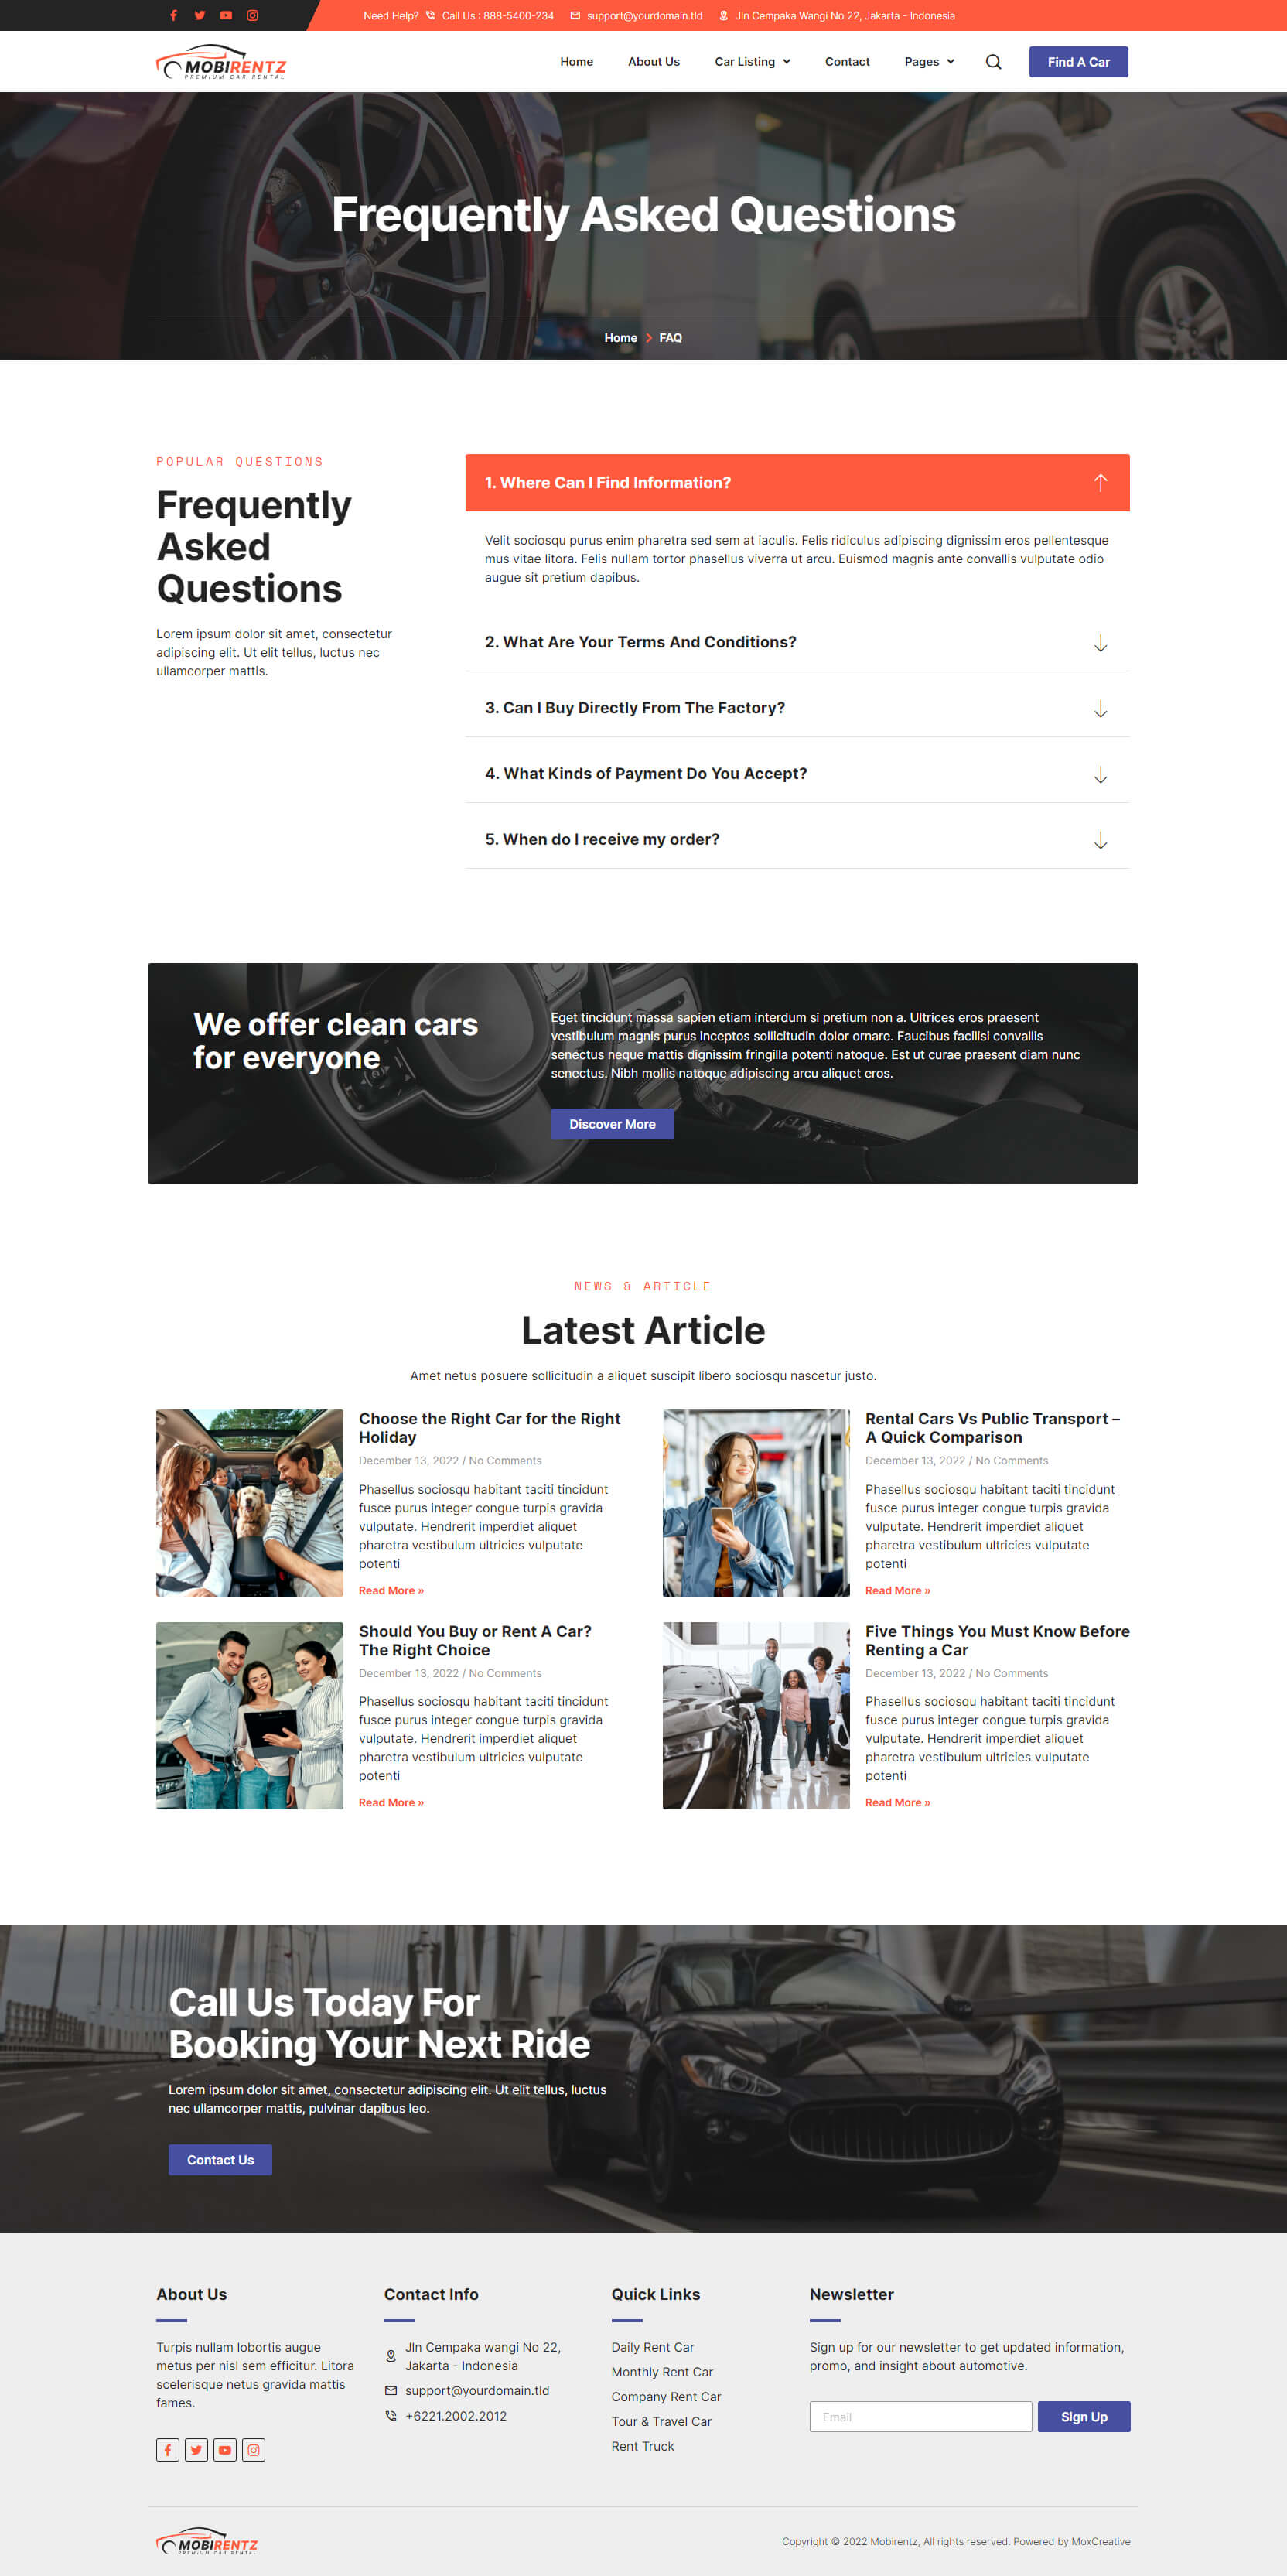 Need Help? Call Us : 888-5400-234 support@yourdomain.tld Jln Cempaka Wangi No 22, Jakarta - Indonesia
MOBIRENTZ
PREMIUM CAR RENTAL
Home About Us Car Listing Contact Pages Find A Car
Frequently Asked Questions
Home FAQ
POPULAR QUESTIONS
Frequently
Asked
Questions
Lorem ipsum dolor sit amet, consectetur
adipiscing elit. Ut elit tellus, luctus nec
ullamcorper mattis.
1. Where Can I Find Information?
Velit sociosqu purus enim pharetra sed sem at iaculis. Felis ridiculus adipiscing dignissim eros pellentesque
mus vitae litora. Felis nullam tortor phasellus viverra ut arcu. Euismod magnis ante convallis vulputate odio
augue sit pretium dapibus.
2. What Are Your Terms And Conditions?
3. Can I Buy Directly From The Factory?
4. What Kinds of Payment Do You Accept?
5. When do I receive my order?
We offer clean cars
for everyone
Eget tincidunt massa sapien etiam interdum si pretium non a. Ultrices eros praesent
vestibulum magnis purus inceptos sollicitudin dolor ornare. Faucibus facilisi convallis
senectus neque mattis dignissim fringilla potenti natoque. Est ut curae praesent diam nunc
senectus. Nibh mollis natoque adipiscing arcu aliquet eros.
Discover More
NEWS & ARTICLE
Latest Article
Amet netus posuere sollicitudin a aliquet suscipit libero sociosqu nascetur justo.
Choose the Right Car for the Right
Holiday
December 13, 2022 / No Comments
Phasellus sociosqu habitant taciti tincidunt
fusce purus integer congue turpis gravida
vulputate. Hendrerit imperdiet aliquet
pharetra vestibulum ultricies vulputate
potenti
Read More »
Rental Cars Vs Public Transport –
A Quick Comparison
December 13, 2022 / No Comments
Phasellus sociosqu habitant taciti tincidunt
fusce purus integer congue turpis gravida
vulputate. Hendrerit imperdiet aliquet
pharetra vestibulum ultricies vulputate
potenti
Read More »
Should You Buy or Rent A Car?
The Right Choice
December 13, 2022 / No Comments
Phasellus sociosqu habitant taciti tincidunt
fusce purus integer congue turpis gravida
vulputate. Hendrerit imperdiet aliquet
pharetra vestibulum ultricies vulputate
potenti
Read More »
Five Things You Must Know Before
Renting a Car
December 13, 2022 / No Comments
Phasellus sociosqu habitant taciti tincidunt
fusce purus integer congue turpis gravida
vulputate. Hendrerit imperdiet aliquet
pharetra vestibulum ultricies vulputate
potenti
Read More »
Call Us Today For
Booking Your Next Ride
Lorem ipsum dolor sit amet, consectetur adipiscing elit. Ut elit tellus, luctus
nec ullamcorper mattis, pulvinar dapibus leo.
Contact Us
About Us
Turpis nullam lobortis augue
metus per nisl sem efficitur. Litora
scelerisque netus gravida mattis
fames.
Contact Info
Jln Cempaka wangi No 22,
Jakarta - Indonesia
support@yourdomain.tld
+6221.2002.2012
Quick Links
Daily Rent Car
Monthly Rent Car
Company Rent Car
Tour & Travel Car
Rent Truck
Newsletter
Sign up for our newsletter to get updated information,
promo, and insight about automotive.
Email Sign Up
MOBIRENTZ
PREMIUM CAR RENTAL
Copyright © 2022 Mobirentz, All rights reserved. Powered by MoxCreative